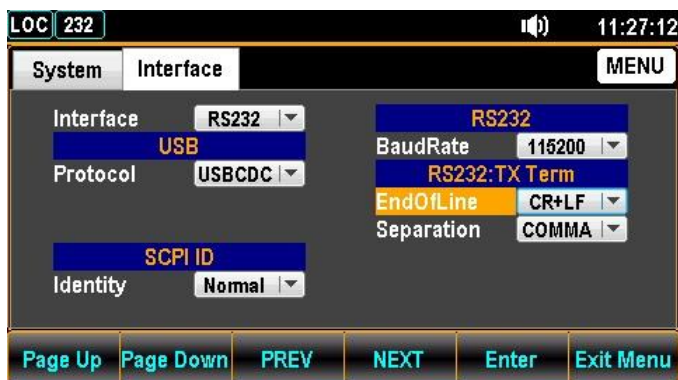 LOC 232 11:27:12
System Interface MENU
Interface RS232
USB
Protocol USBCDC
SCPI ID
Identity Normal
RS232
BaudRate 115200
RS232:TX Term
EndOfLine CR+LF
Separation COMMA
Page Up Page Down PREV NEXT Enter Exit Menu